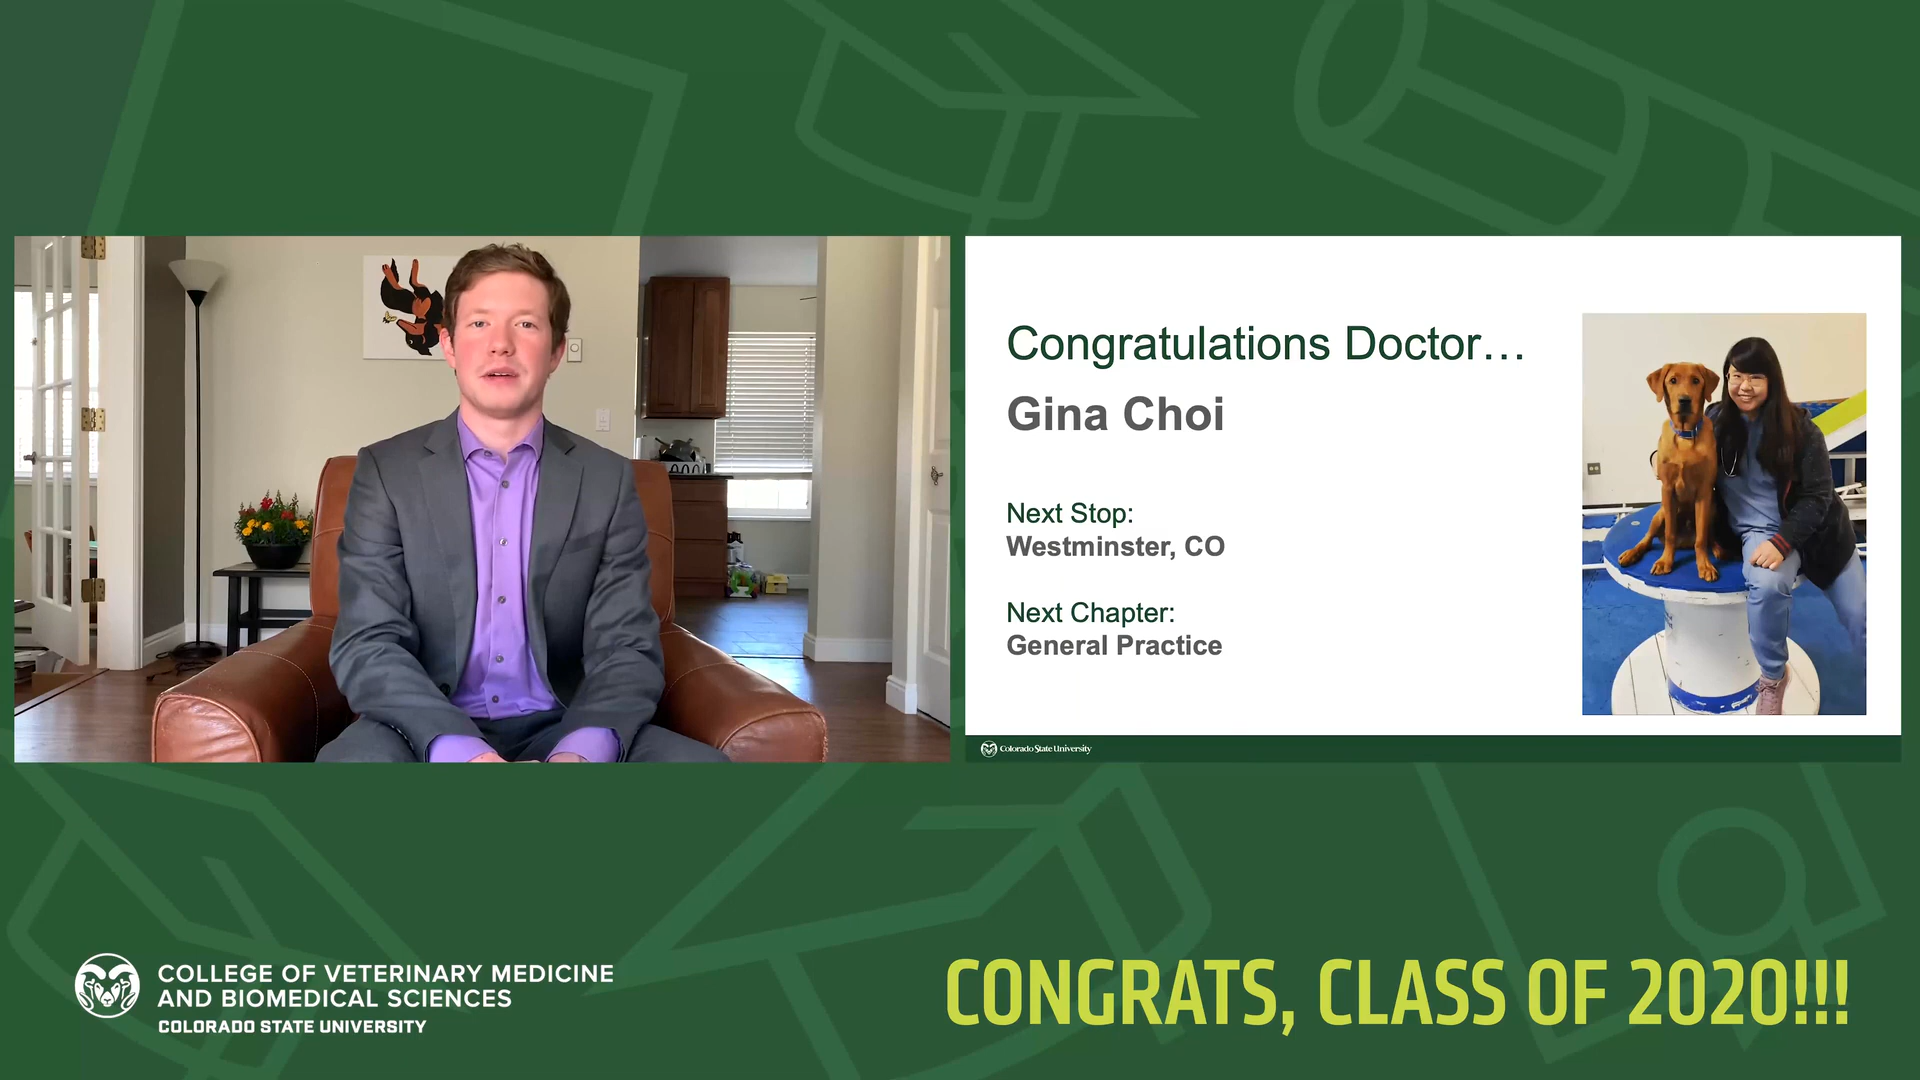 Congratulations Doctor…
Gina Choi
Next Stop:
Westminster, CO
Next Chapter:
General Practice
Colorado State University
COLLEGE OF VETERINARY MEDICINE
AND BIOMEDICAL SCIENCES
COLORADO STATE UNIVERSITY
CONGRATS, CLASS OF 2020!!!